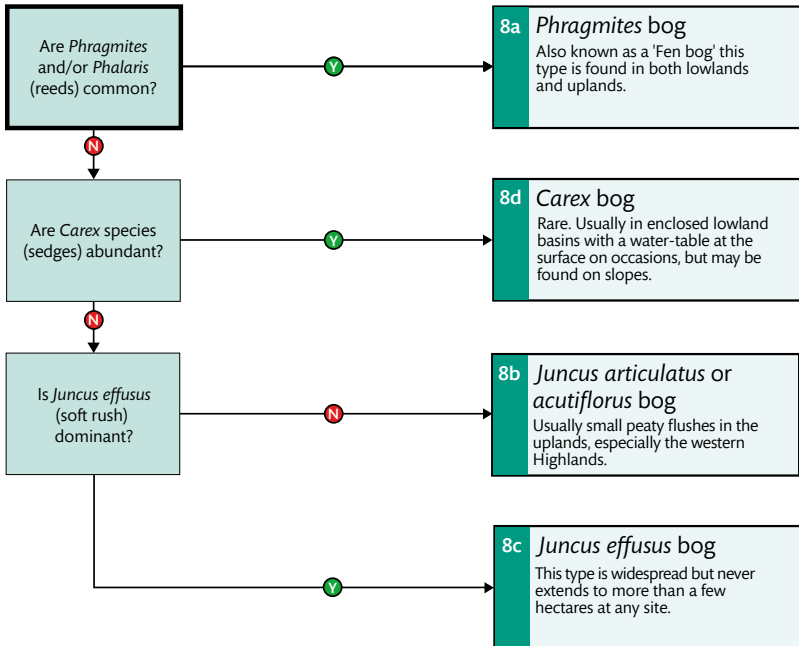 Are Phragmites
and/or Phalaris
(reeds) common?
Y
8a
Phragmites bog
Also known as a 'Fen bog' this
type is found in both lowlands
and uplands.
N
Are Carex species
(sedges) abundant?
Y
8d
Carex bog
Rare. Usually in enclosed lowland
basins with a water-table at the
surface on occasions, but may be
found on slopes.
N
Is Juncus effusus
(soft rush)
dominant?
N
8b
Juncus articulatus or
acutiflorus bog
Usually small peaty flushes in the
uplands, especially the western
Highlands.
Y
8c
Juncus effusus bog
This type is widespread but never
extends to more than a few
hectares at any site.